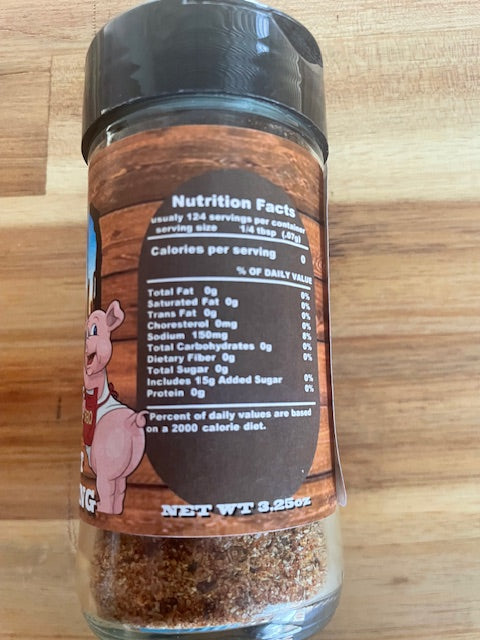 Nutrition Facts
usualy 124 servings per container
serving size 1/4 tbsp (.07g)
Calories per serving 0
% OF DAILY VALUE
Total Fat 0g 0%
Saturated Fat 0g 0%
Trans Fat 0g 0%
Choresterol 0mg 0%
Sodium 150mg 8%
Total Carbohydrates 0g 0%
Dietary Fiber 0g 0%
Total Sugar 0g
Includes 15g Added Sugar 0%
Protein 0g 0%
Percent of daily values are based
on a 2000 calorie diet.
NG
NET WT 3.25oz